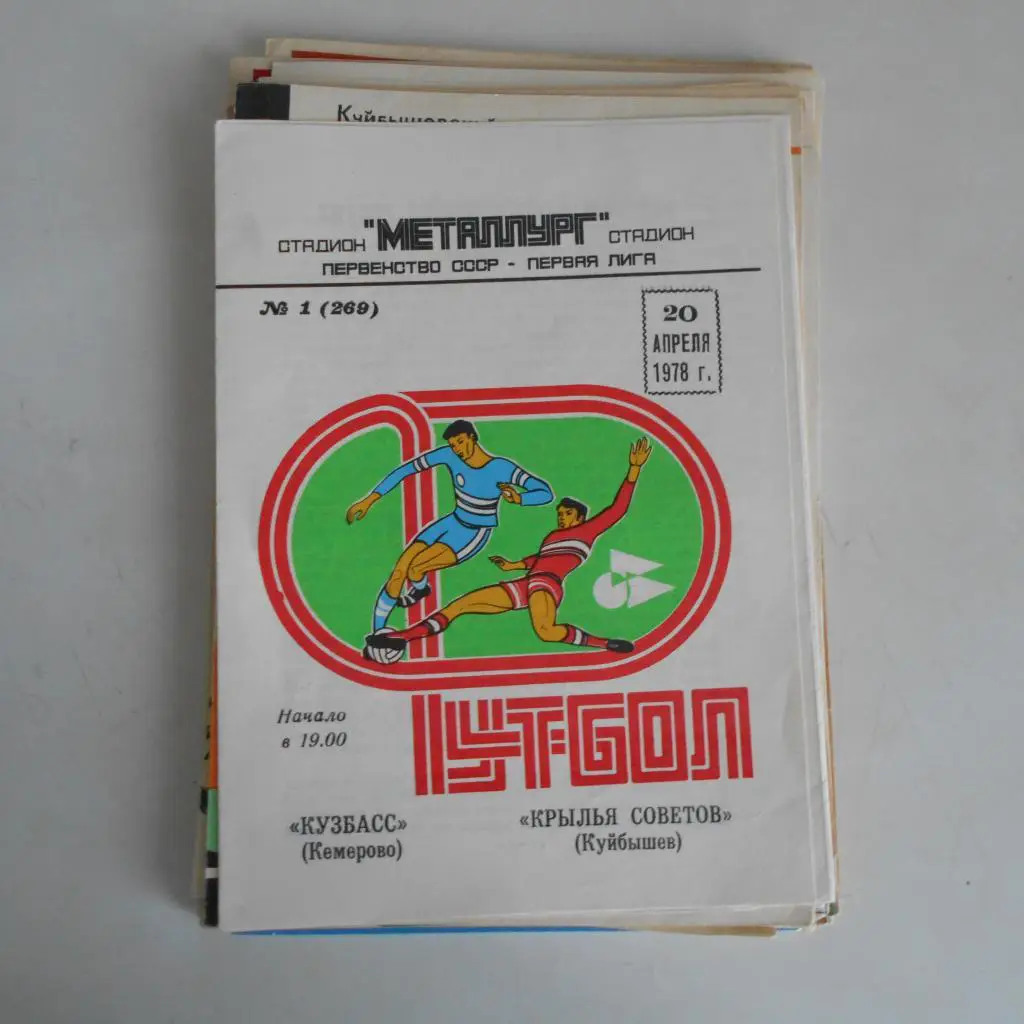 Куйбышевский
СТАДИОН "МЕТАЛЛУРГ" СТАДИОН
ПЕРВЕНСТВО СССР - ПЕРВАЯ ЛИГА
№ 1 (269)
20
АПРЕЛЯ
1978 г.
Начало
в 19.00
ФУТБОЛ
«КУЗБАСС»
(Кемерово)
«КРЫЛЬЯ СОВЕТОВ»
(Куйбышев)